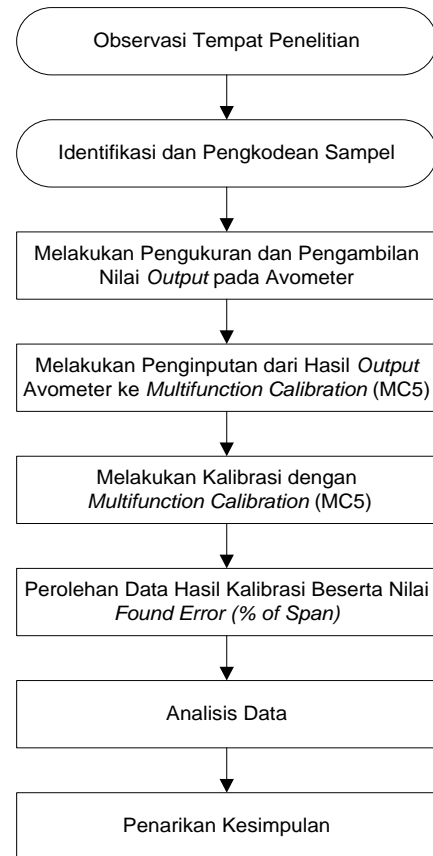 Observasi Tempat Penelitian
Identifikasi dan Pengkodean Sampel
Melakukan Pengukuran dan Pengambilan
Nilai Output pada Avometer
Melakukan Penginputan dari Hasil Output
Avometer ke Multifunction Calibration (MC5)
Melakukan Kalibrasi dengan
Multifunction Calibration (MC5)
Perolehan Data Hasil Kalibrasi Beserta Nilai
Found Error (% of Span)
Analisis Data
Penarikan Kesimpulan